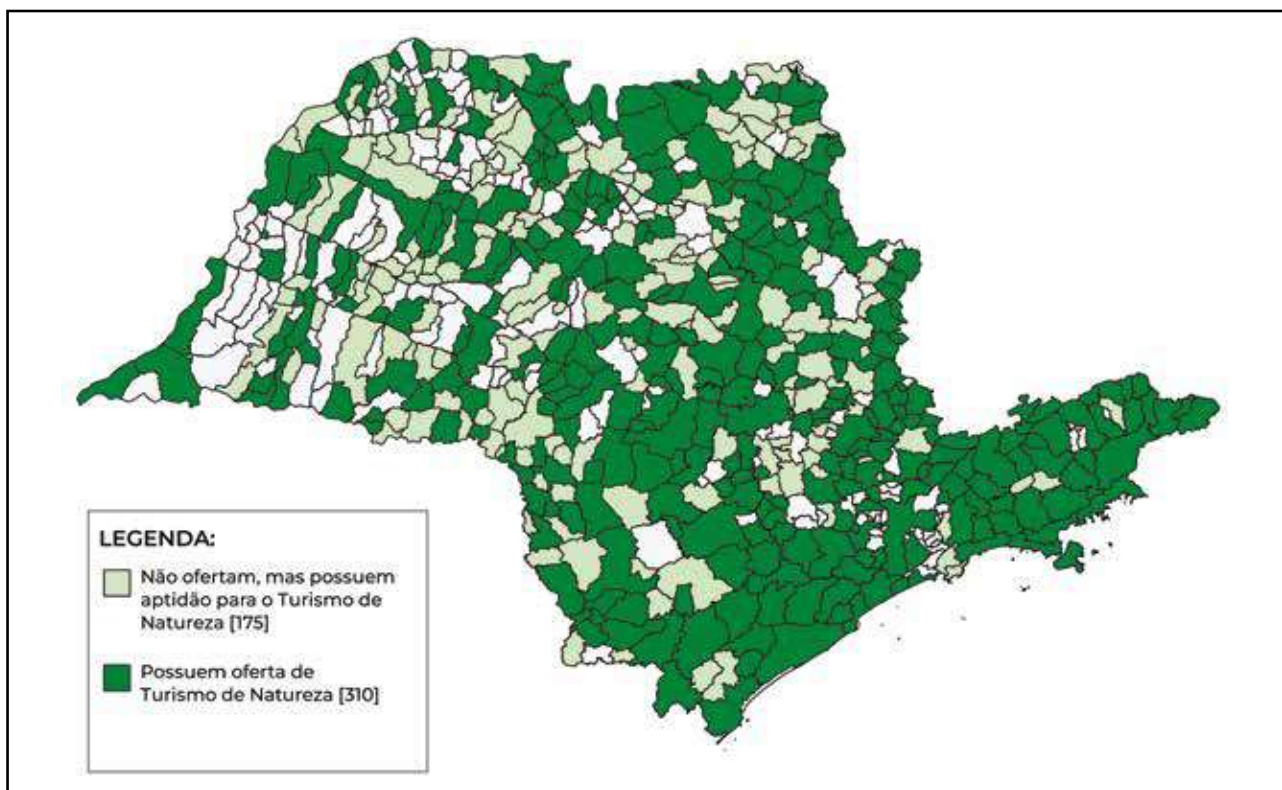 LEGENDA:
Não ofertam, mas possuem
aptidão para o Turismo de
Natureza [175]
Possuem oferta de
Turismo de Natureza [310]